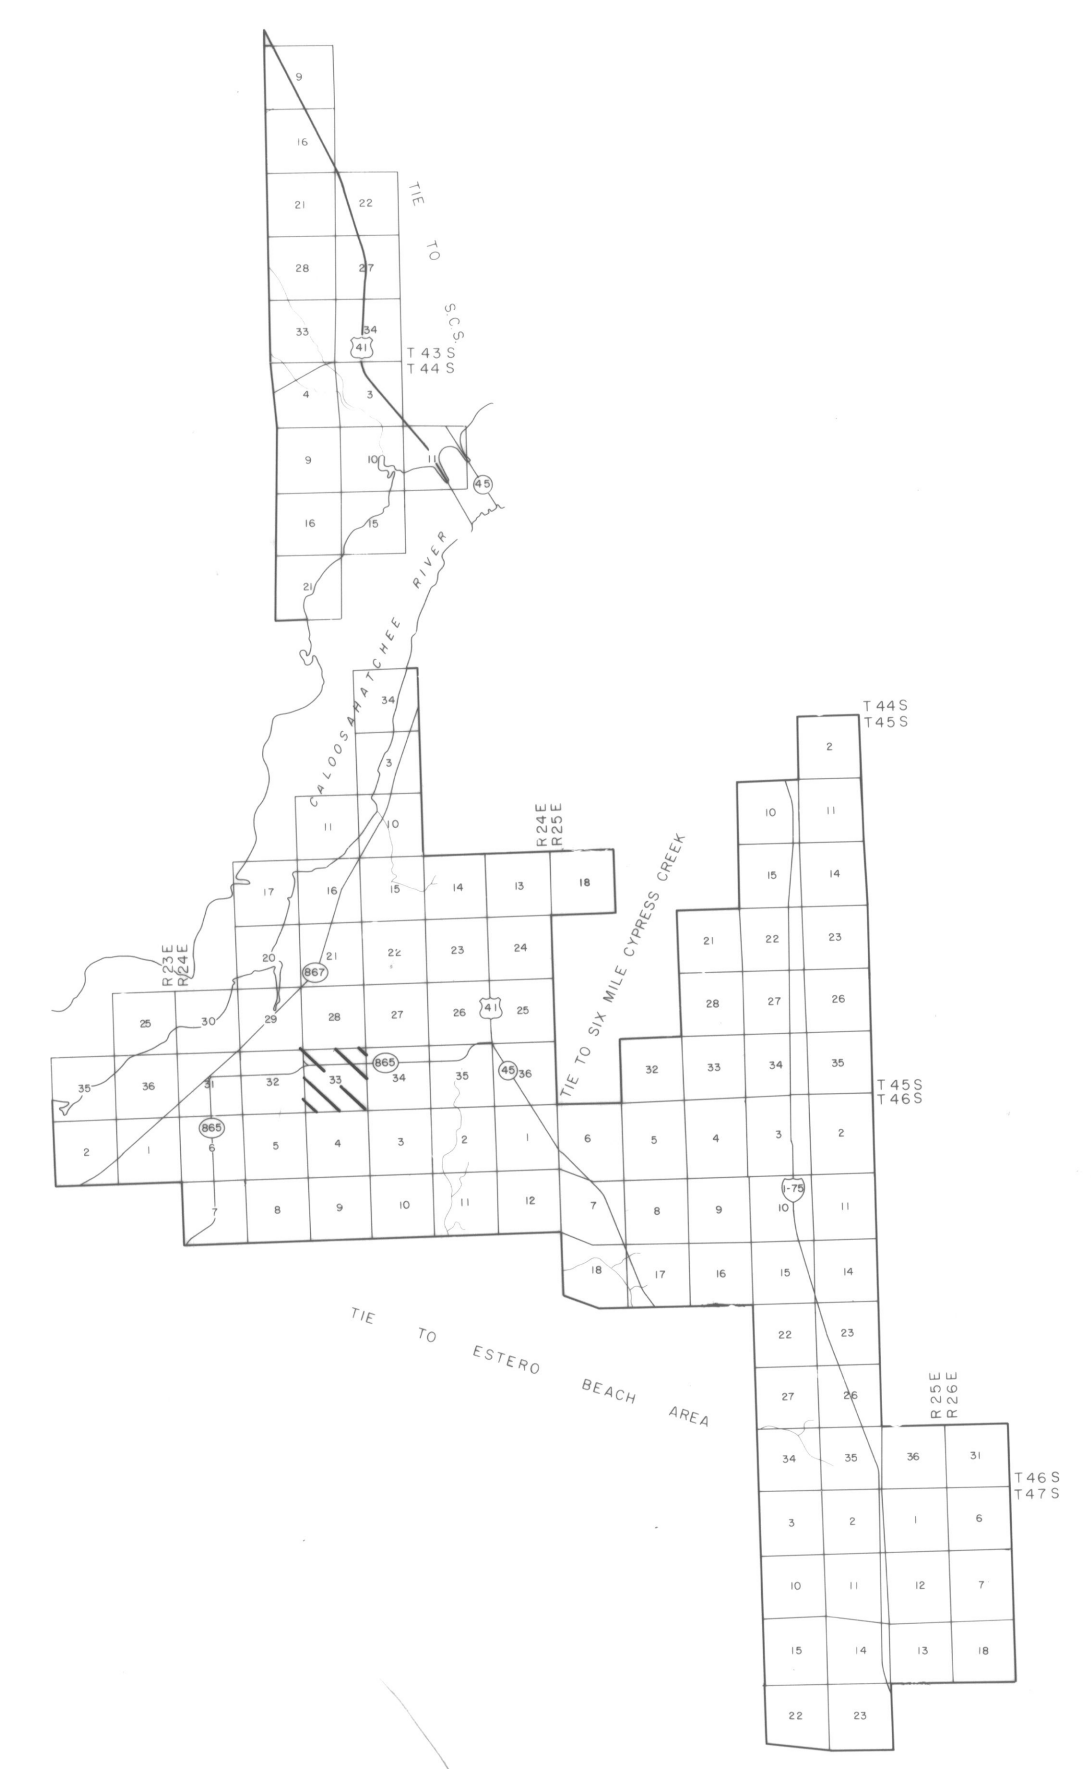 9
16
21 22
TIE TO S.C.S.
28 27
33 34
41
T 43 S
T 44 S
4 3
9 10 11
45
16 15
21
CALOOSAHATCHEE RIVER
34
3
T 44 S
T 45 S
2
11 10
R24E
R25E
10 11
17 16 15 14 13 18
15 14
TIE TO SIX MILE CYPRESS CREEK
R23E
R24E
20 21 22 23 24
867
21 22 23
25 30 29 28 27 26 41 25
28 27 26
35 36 31 32 33 865 34 35 45 36
32 33 34 35
T 45 S
T 46 S
865
2 1 6 5 4 3 2 1 6 5 4 3 2
I-75
7 8 9 10 11 12 7 8 9 10 11
18 17 16 15 14
TIE TO ESTERO BEACH AREA
22 23
27 26
R25E
R26E
34 35 36 31
T 46 S
T 47 S
3 2 1 6
10 11 12 7
15 14 13 18
22 23